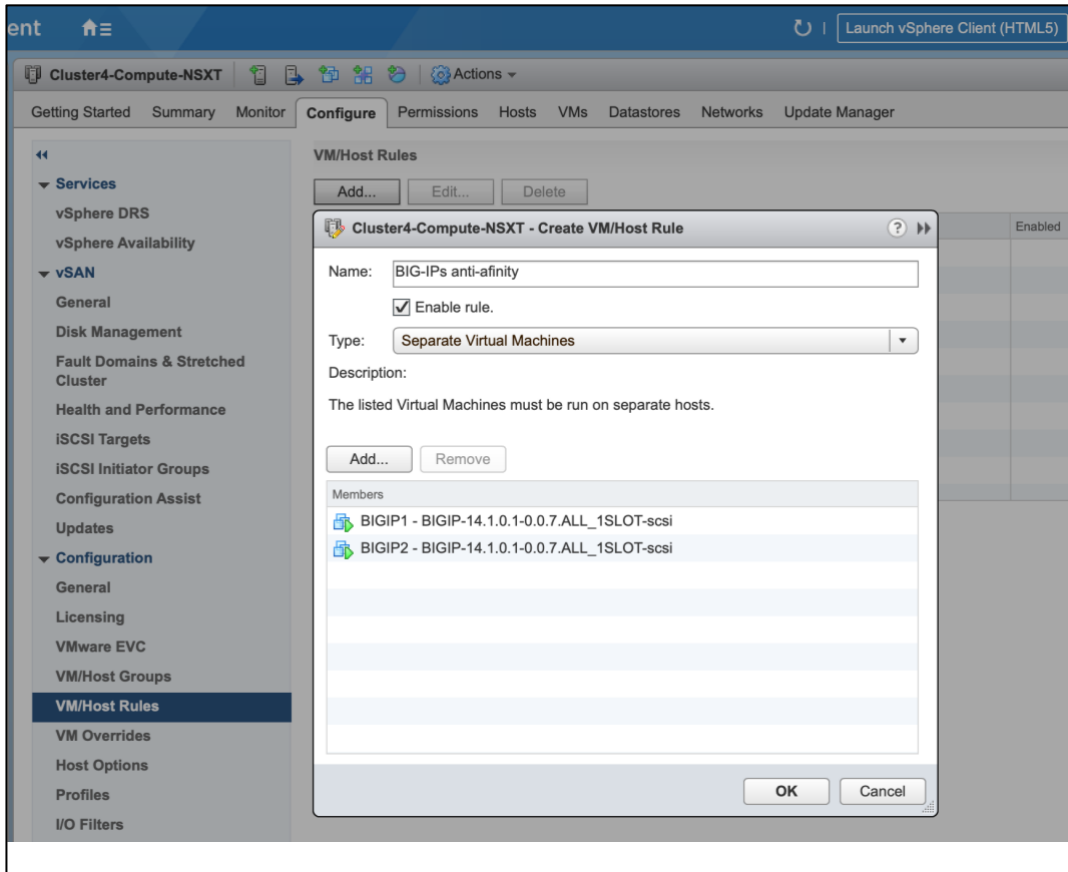 ent
Launch vSphere Client (HTML5)
Cluster4-Compute-NSXT Actions
Getting Started Summary Monitor Configure Permissions Hosts VMs Datastores Networks Update Manager
Services
vSphere DRS
vSphere Availability
vSAN
General
Disk Management
Fault Domains & Stretched
Cluster
Health and Performance
iSCSI Targets
iSCSI Initiator Groups
Configuration Assist
Updates
Configuration
General
Licensing
VMware EVC
VM/Host Groups
VM/Host Rules
VM Overrides
Host Options
Profiles
I/O Filters
VM/Host Rules
Add... Edit... Delete
Enabled
Cluster4-Compute-NSXT - Create VM/Host Rule ?
Name: BIG-IPs anti-afinity
Enable rule.
Type: Separate Virtual Machines
Description:
The listed Virtual Machines must be run on separate hosts.
Add... Remove
Members
BIGIP1 - BIGIP-14.1.0.1-0.0.7.ALL_1SLOT-scsi
BIGIP2 - BIGIP-14.1.0.1-0.0.7.ALL_1SLOT-scsi
OK Cancel